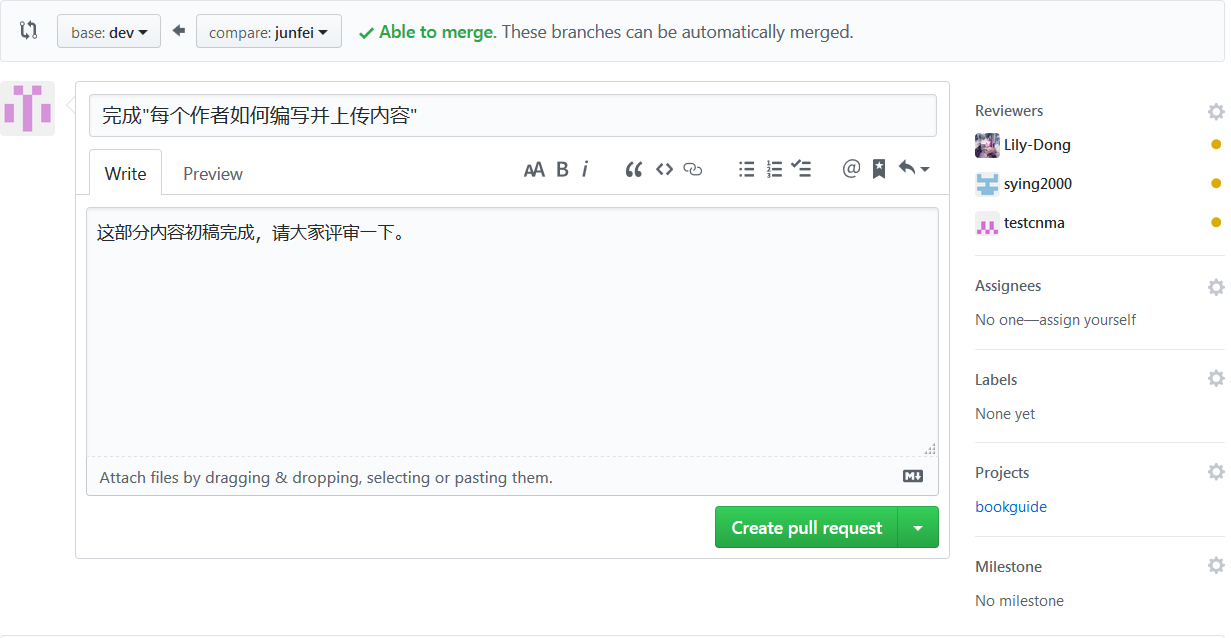 base: dev compare: junfei Able to merge. These branches can be automatically merged.
完成"每个作者如何编写并上传内容"
Write Preview AA B i @
这部分内容初稿完成，请大家评审一下。
Attach files by dragging & dropping, selecting or pasting them.
Create pull request
Reviewers
Lily-Dong
sying2000
testcnma
Assignees
No one—assign yourself
Labels
None yet
Projects
bookguide
Milestone
No milestone